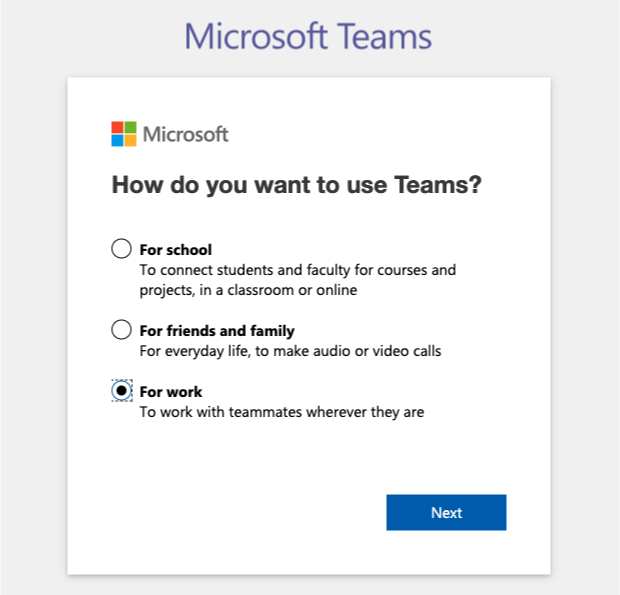 Microsoft Teams
Microsoft
How do you want to use Teams?
For school
To connect students and faculty for courses and
projects, in a classroom or online
For friends and family
For everyday life, to make audio or video calls
For work
To work with teammates wherever they are
Next